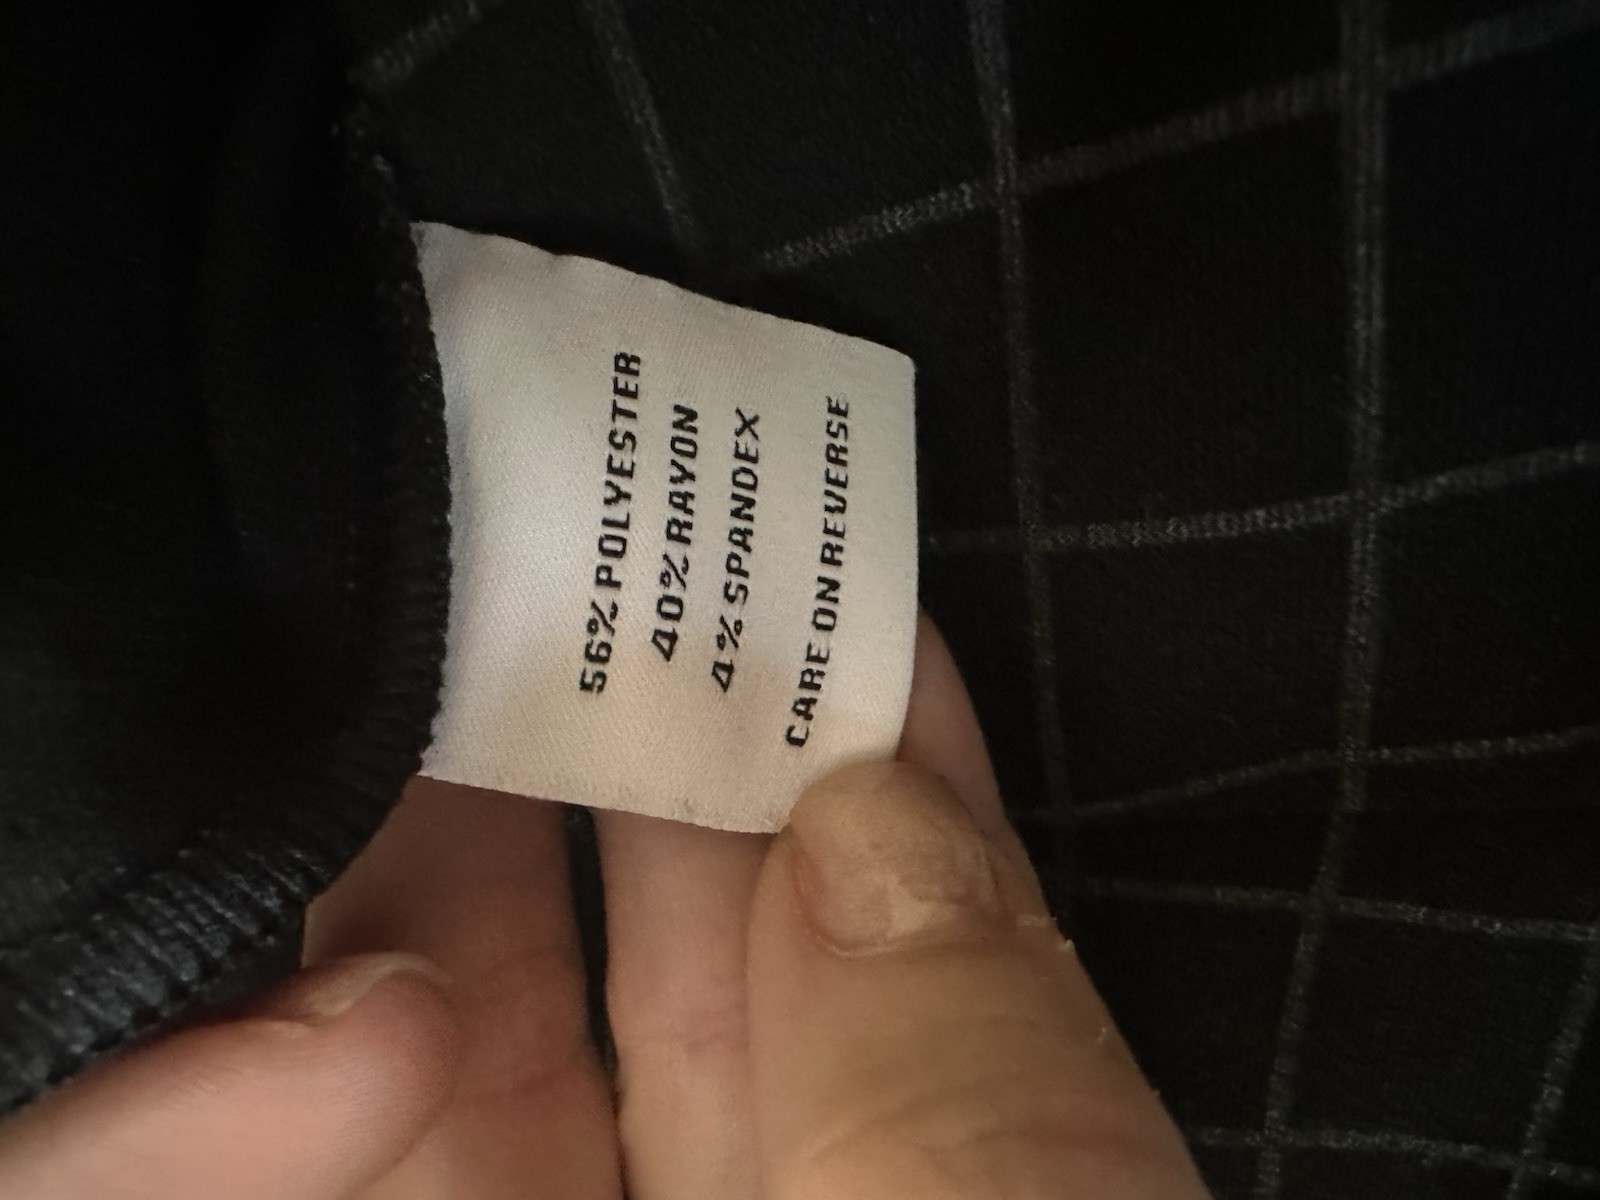 56% POLYESTER
40% RAYON
4% SPANDEX
CARE ON REVERSE